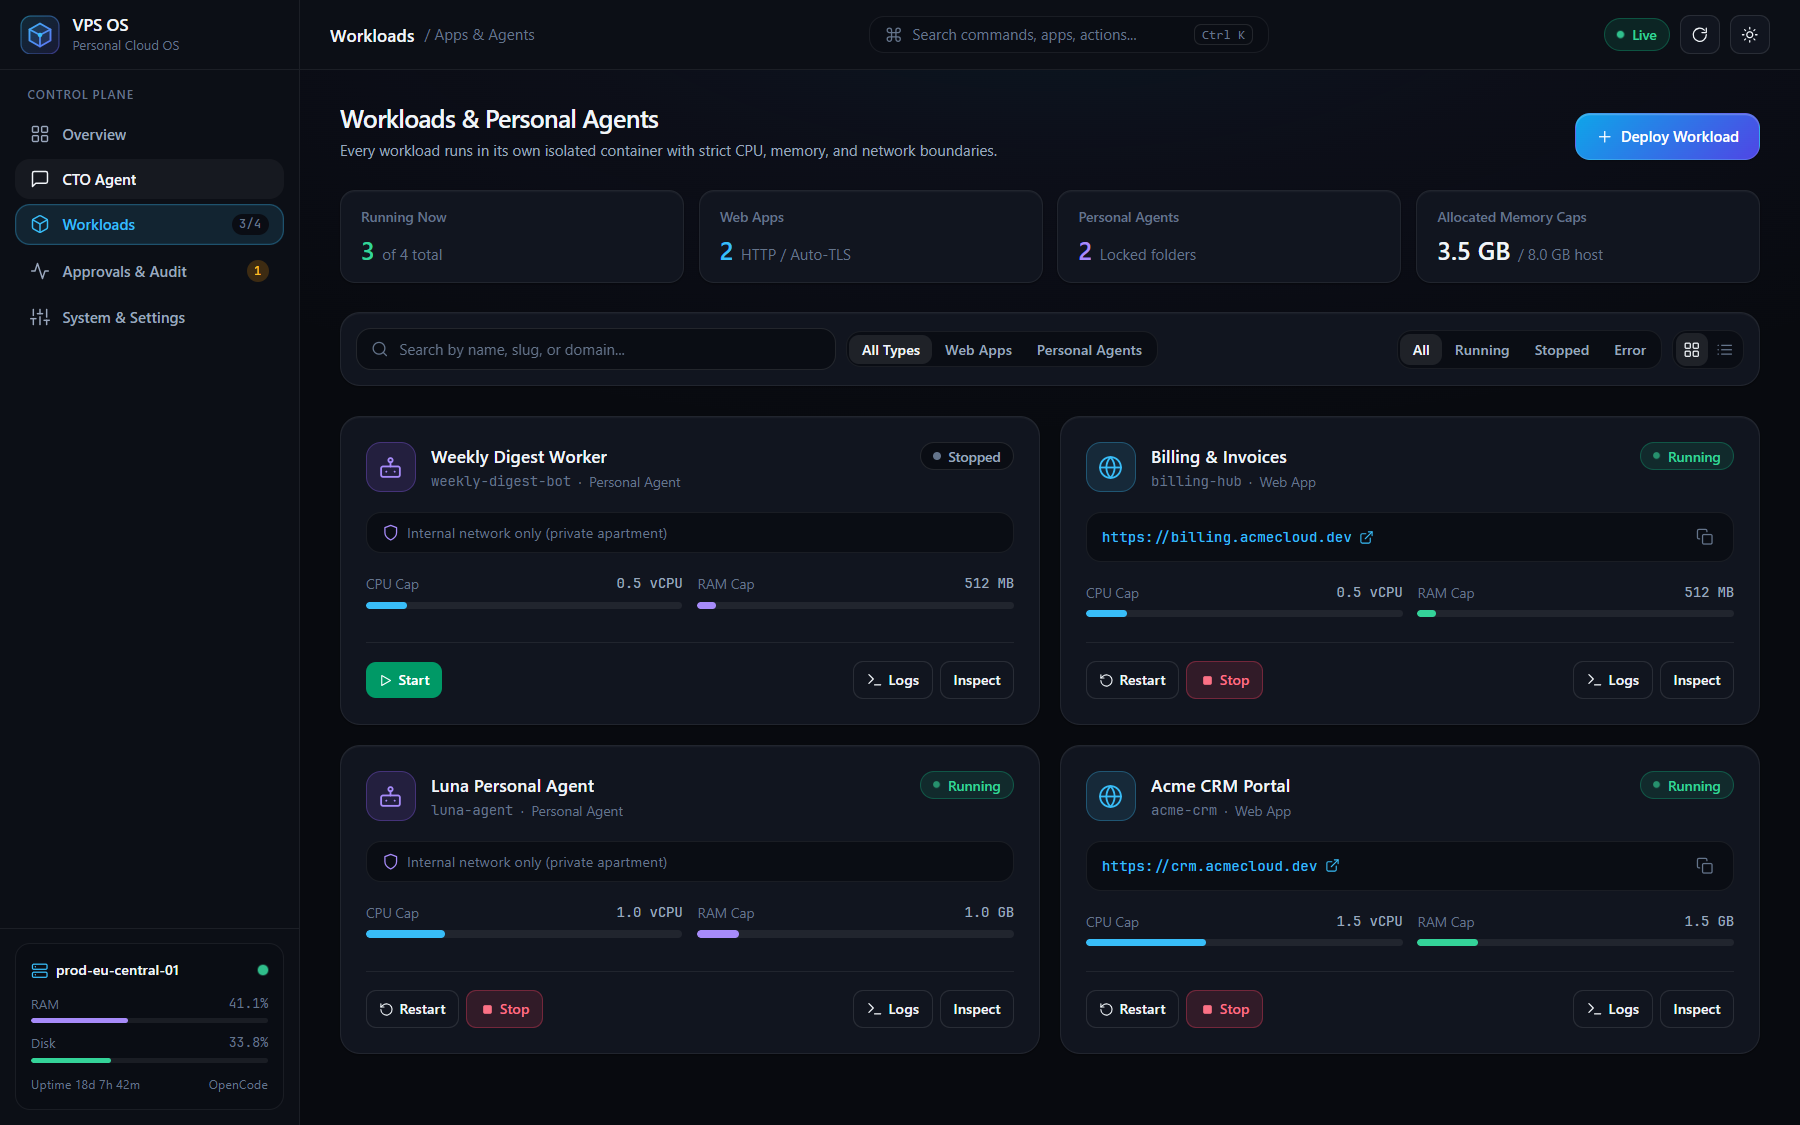 VPS OS
Personal Cloud OS
Workloads / Apps & Agents
Search commands, apps, actions...
Ctrl K
Live
CONTROL PLANE
Overview
CTO Agent
Workloads 3/4
Approvals & Audit 1
System & Settings
Workloads & Personal Agents
Every workload runs in its own isolated container with strict CPU, memory, and network boundaries.
Deploy Workload
Running Now
3 of 4 total
Web Apps
2 HTTP / Auto-TLS
Personal Agents
2 Locked folders
Allocated Memory Caps
3.5 GB / 8.0 GB host
Search by name, slug, or domain...
All Types Web Apps Personal Agents
All Running Stopped Error
Weekly Digest Worker
Stopped
weekly-digest-bot · Personal Agent
Internal network only (private apartment)
CPU Cap 0.5 vCPU
RAM Cap 512 MB
Start
Logs
Inspect
Billing & Invoices
Running
billing-hub · Web App
https://billing.acmecloud.dev
CPU Cap 0.5 vCPU
RAM Cap 512 MB
Restart
Stop
Logs
Inspect
Luna Personal Agent
Running
luna-agent · Personal Agent
Internal network only (private apartment)
CPU Cap 1.0 vCPU
RAM Cap 1.0 GB
Restart
Stop
Logs
Inspect
Acme CRM Portal
Running
acme-crm · Web App
https://crm.acmecloud.dev
CPU Cap 1.5 vCPU
RAM Cap 1.5 GB
Restart
Stop
Logs
Inspect
prod-eu-central-01
RAM 41.1%
Disk 33.8%
Uptime 18d 7h 42m OpenCode